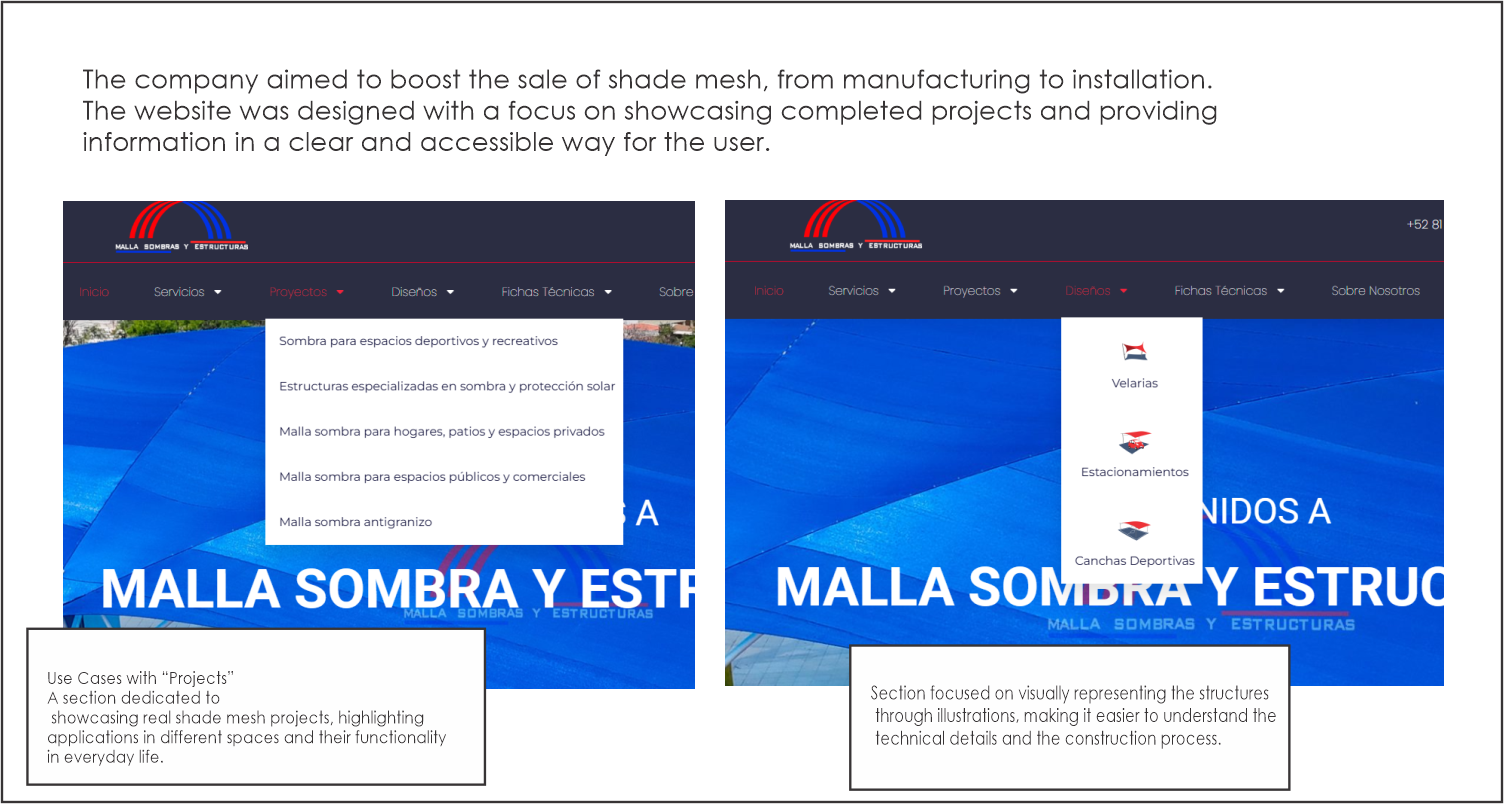 The company aimed to boost the sale of shade mesh, from manufacturing to installation.
The website was designed with a focus on showcasing completed projects and providing
information in a clear and accessible way for the user.
MALLA SOMBRAS Y ESTRUCTURAS
Inicio Servicios Proyectos Diseños Fichas Técnicas Sobre
Sombra para espacios deportivos y recreativos
Estructuras especializadas en sombra y protección solar
Malla sombra para hogares, patios y espacios privados
Malla sombra para espacios públicos y comerciales
Malla sombra antigranizo
A
MALLA SOMBRA Y ESTR
MALLA SOMBRAS Y ESTRUCTURAS
Use Cases with “Projects”
A section dedicated to
showcasing real shade mesh projects, highlighting
applications in different spaces and their functionality
in everyday life.
MALLA SOMBRAS Y ESTRUCTURAS
+52 81
Inicio Servicios Proyectos Diseños Fichas Técnicas Sobre Nosotros
Velarias
Estacionamientos
Canchas Deportivas
NIDOS A
MALLA SOMBRA Y ESTRUC
MALLA SOMBRAS Y ESTRUCTURAS
Section focused on visually representing the structures
through illustrations, making it easier to understand the
technical details and the construction process.